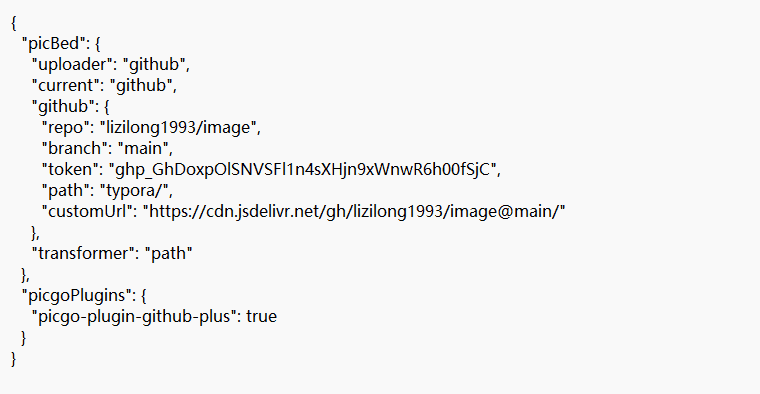 {
"picBed": {
"uploader": "github",
"current": "github",
"github": {
"repo": "lizilong1993/image",
"branch": "main",
"token":
"path": "typora/",
"customUrl": "https://cdn.jsdelivr.net/gh/lizilong1993/image@main/"
},
"transformer": "path"
},
"picgoPlugins": {
"picgo-plugin-github-plus": true
}
}